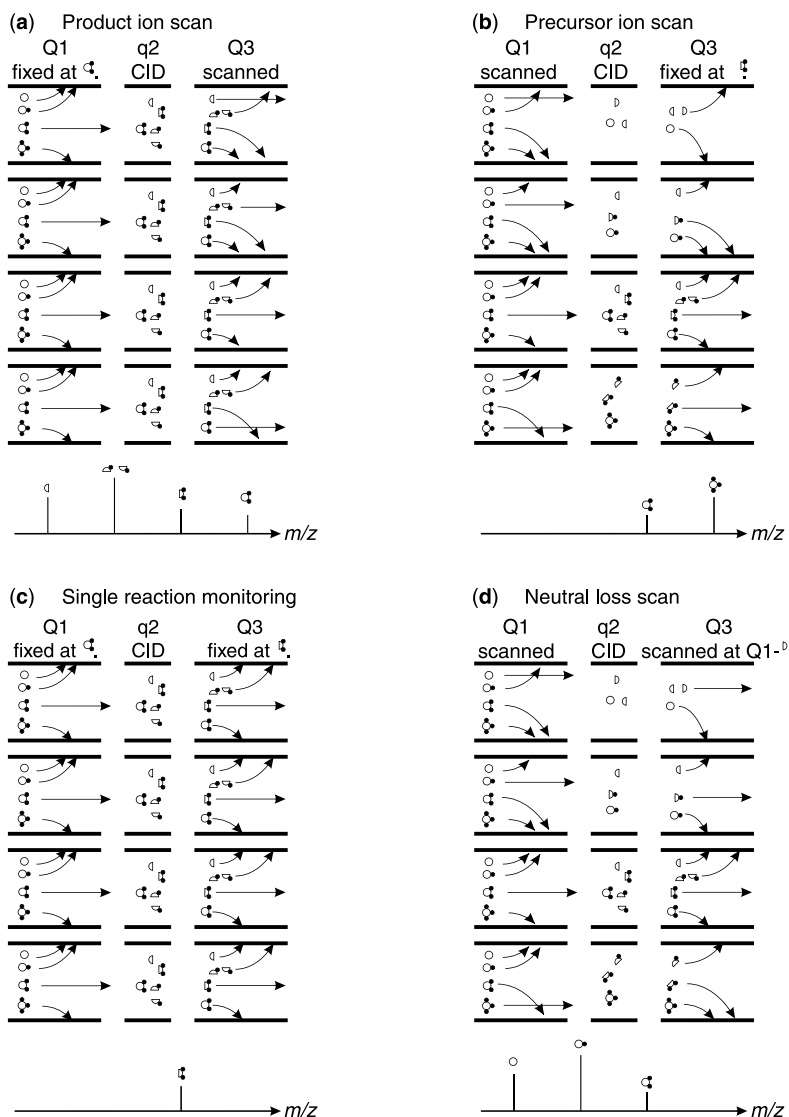 (a) Product ion scan
Q1 q2 Q3
fixed at . CID scanned
m/z
(b) Precursor ion scan
Q1 q2 Q3
scanned CID fixed at .
m/z
(c) Single reaction monitoring
Q1 q2 Q3
fixed at . CID fixed at .
m/z
(d) Neutral loss scan
Q1 q2 Q3
scanned CID scanned at Q1-
m/z